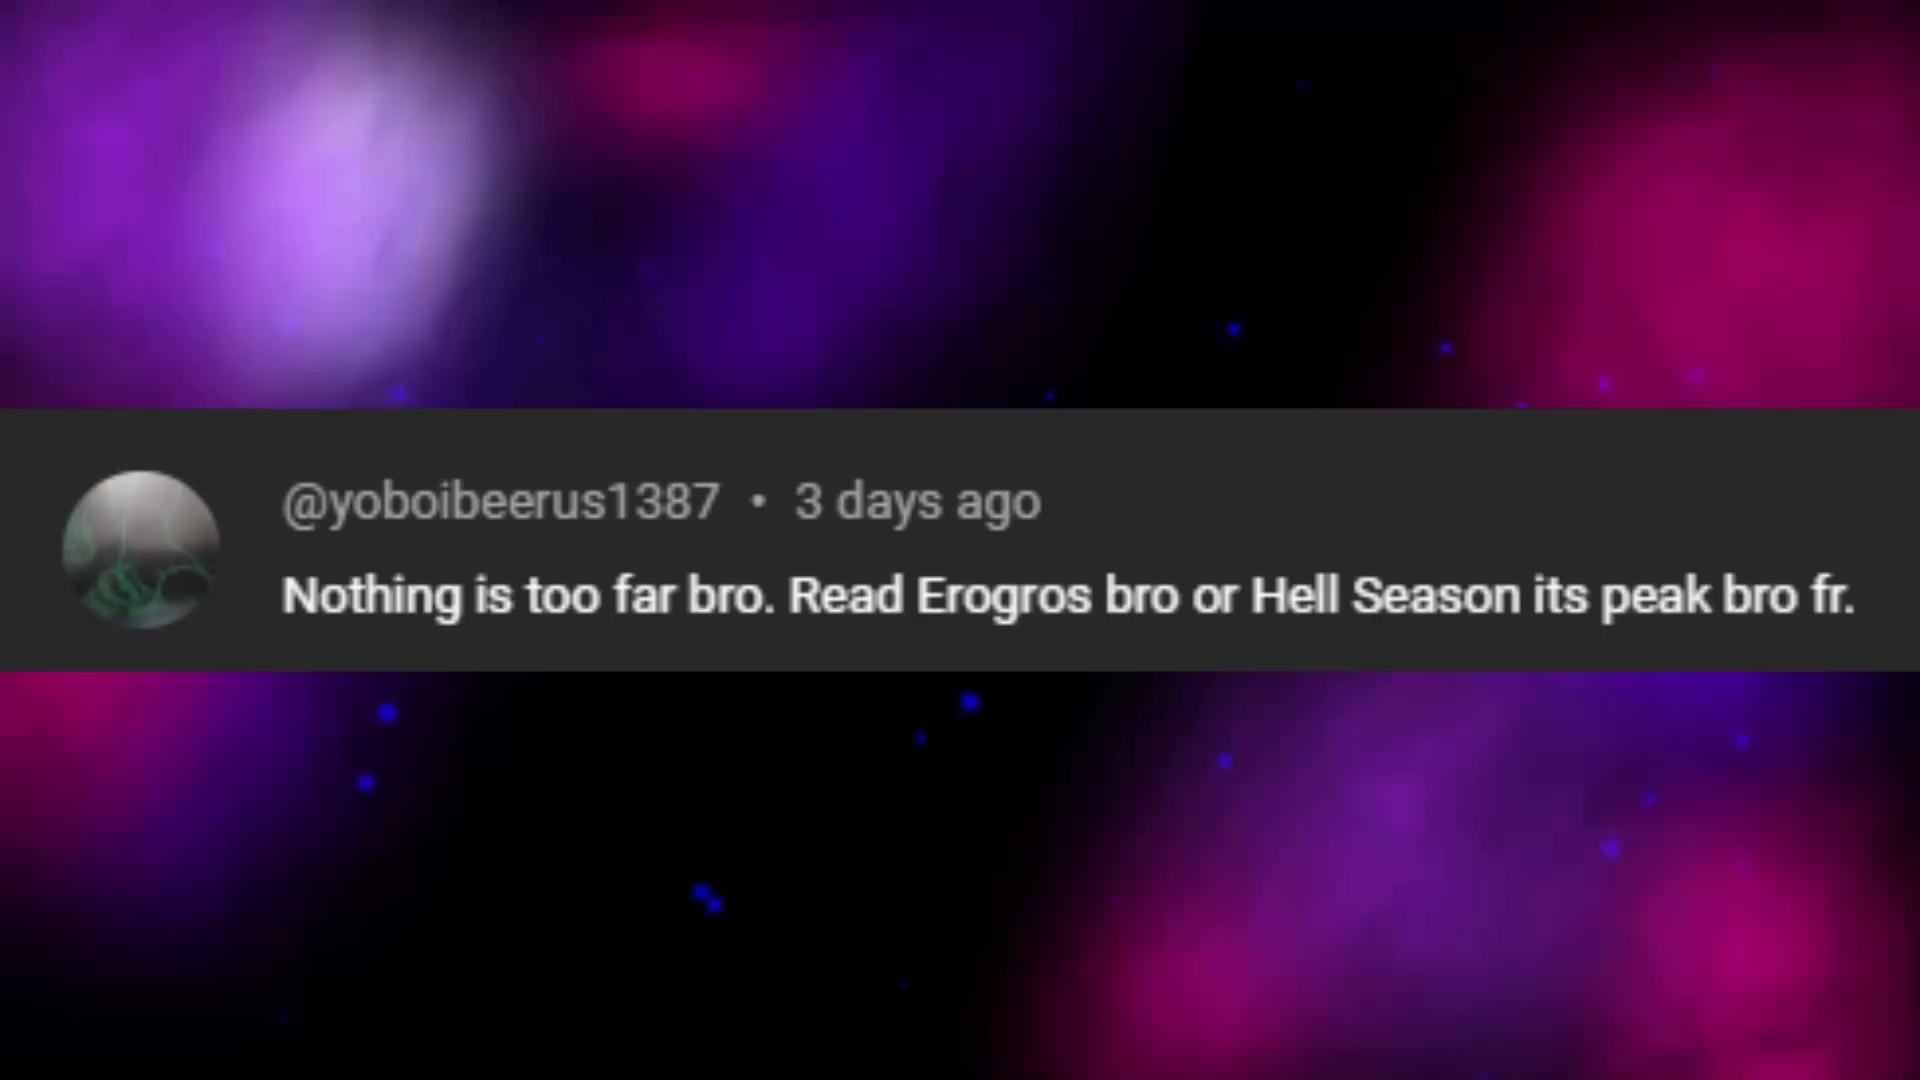 @yoboibeerus1387 • 3 days ago
Nothing is too far bro. Read Erogros bro or Hell Season its peak bro fr.